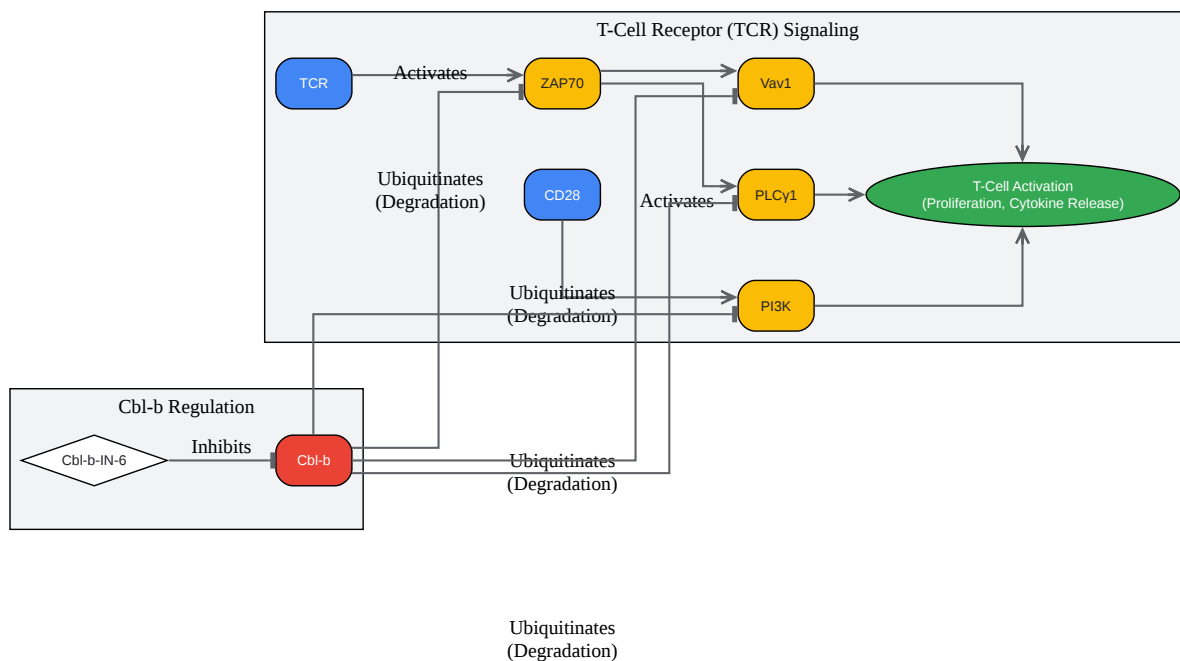 T-Cell Receptor (TCR) Signaling
TCR
Activates
ZAP70
Vav1
Ubiquitinates
(Degradation)
CD28
Activates
PLCγ1
T-Cell Activation
(Proliferation, Cytokine Release)
Ubiquitinates
(Degradation)
PI3K
Cbl-b Regulation
Cbl-b-IN-6
Inhibits
Cbl-b
Ubiquitinates
(Degradation)
Ubiquitinates
(Degradation)